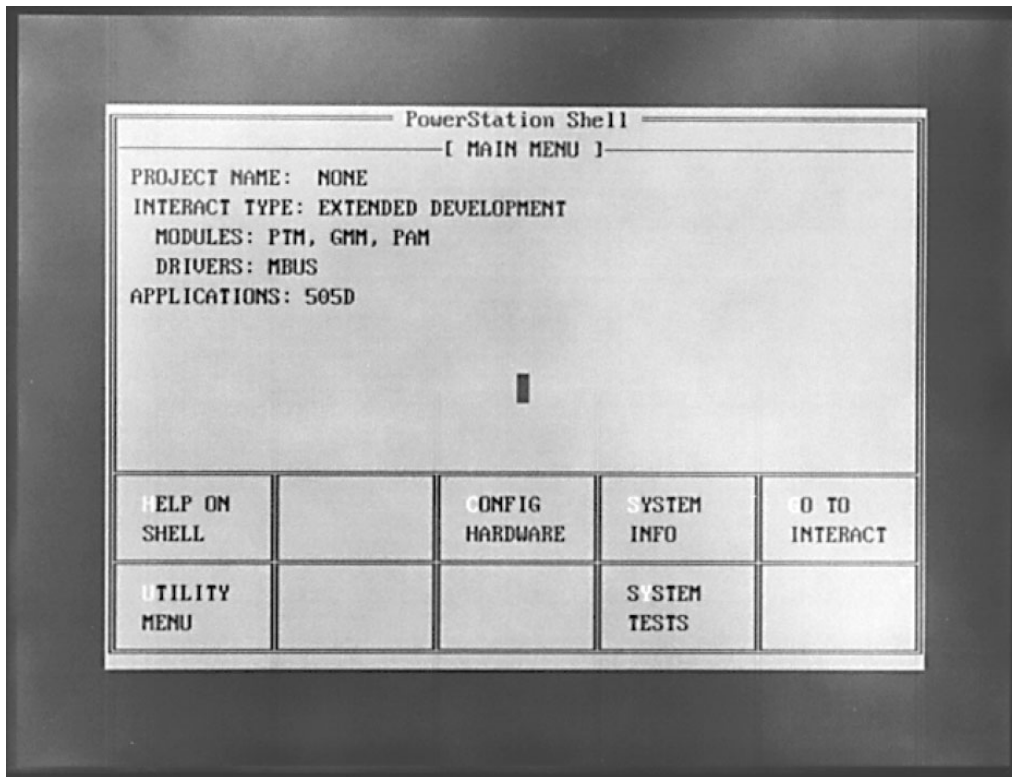 PowerStation Shell
[ MAIN MENU ]
PROJECT NAME: NONE
INTERACT TYPE: EXTENDED DEVELOPMENT
MODULES: PTM, GMM, PAM
DRIVERS: MBUS
APPLICATIONS: 505D
HELP ON
SHELL
CONFIG
HARDWARE
SYSTEM
INFO
GO TO
INTERACT
UTILITY
MENU
SYSTEM
TESTS